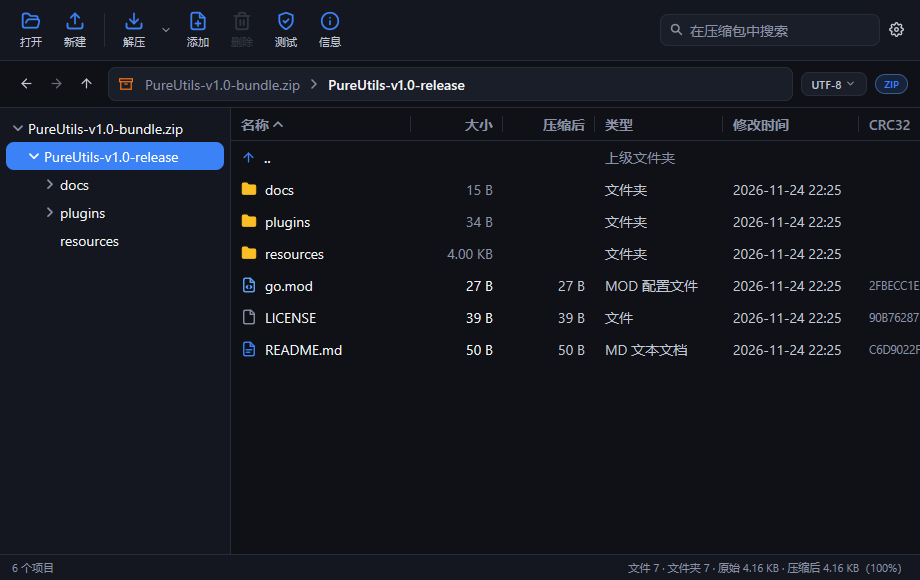 打开 新建 解压 添加 删除 测试 信息 在压缩包中搜索
PureUtils-v1.0-bundle.zip PureUtils-v1.0-release UTF-8 ZIP
PureUtils-v1.0-bundle.zip
PureUtils-v1.0-release
docs
plugins
resources
名称 大小 压缩后 类型 修改时间 CRC32
.. 上级文件夹
docs 15 B 文件夹 2026-11-24 22:25
plugins 34 B 文件夹 2026-11-24 22:25
resources 4.00 KB 文件夹 2026-11-24 22:25
go.mod 27 B 27 B MOD 配置文件 2026-11-24 22:25 2FBECC1E
LICENSE 39 B 39 B 文件 2026-11-24 22:25 90B76287
README.md 50 B 50 B MD 文本文档 2026-11-24 22:25 C6D9022F
6 个项目 文件 7 · 文件夹 7 · 原始 4.16 KB · 压缩后 4.16 KB（100%）